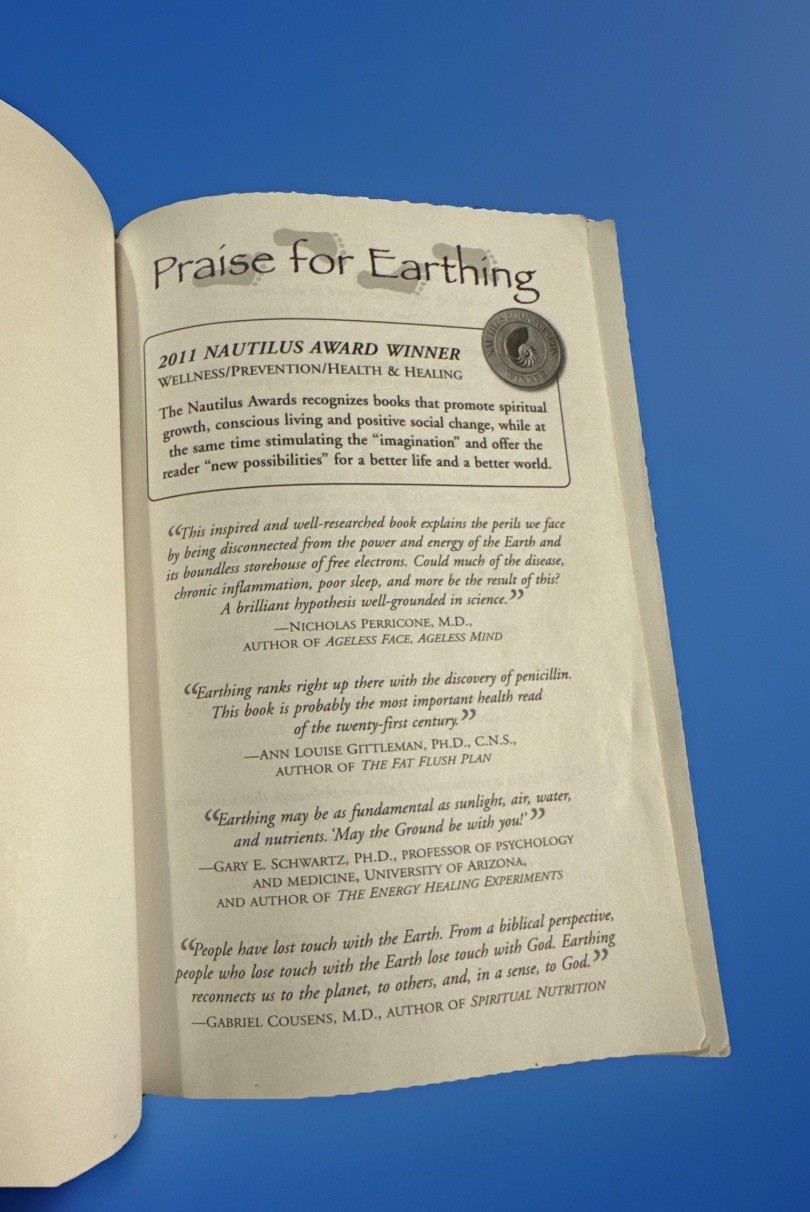 Praise for Earthing
NAUTILUS BOOK AWARDS
WINNER
2011 NAUTILUS AWARD WINNER
WELLNESS/PREVENTION/HEALTH & HEALING
The Nautilus Awards recognizes books that promote spiritual
growth, conscious living and positive social change, while at
the same time stimulating the “imagination” and offer the
reader “new possibilities” for a better life and a better world.
“This inspired and well-researched book explains the perils we face
by being disconnected from the power and energy of the Earth and
its boundless storehouse of free electrons. Could much of the disease,
chronic inflammation, poor sleep, and more be the result of this?
A brilliant hypothesis well-grounded in science.”
—NICHOLAS PERRICONE, M.D.,
AUTHOR OF AGELESS FACE, AGELESS MIND
“Earthing ranks right up there with the discovery of penicillin.
This book is probably the most important health read
of the twenty-first century.”
—ANN LOUISE GITTLEMAN, PH.D., C.N.S.,
AUTHOR OF THE FAT FLUSH PLAN
“Earthing may be as fundamental as sunlight, air, water,
and nutrients. ‘May the Ground be with you!’”
—GARY E. SCHWARTZ, PH.D., PROFESSOR OF PSYCHOLOGY
AND MEDICINE, UNIVERSITY OF ARIZONA,
AND AUTHOR OF THE ENERGY HEALING EXPERIMENTS
“People have lost touch with the Earth. From a biblical perspective,
people who lose touch with the Earth lose touch with God. Earthing
reconnects us to the planet, to others, and, in a sense, to God.”
—GABRIEL COUSENS, M.D., AUTHOR OF SPIRITUAL NUTRITION